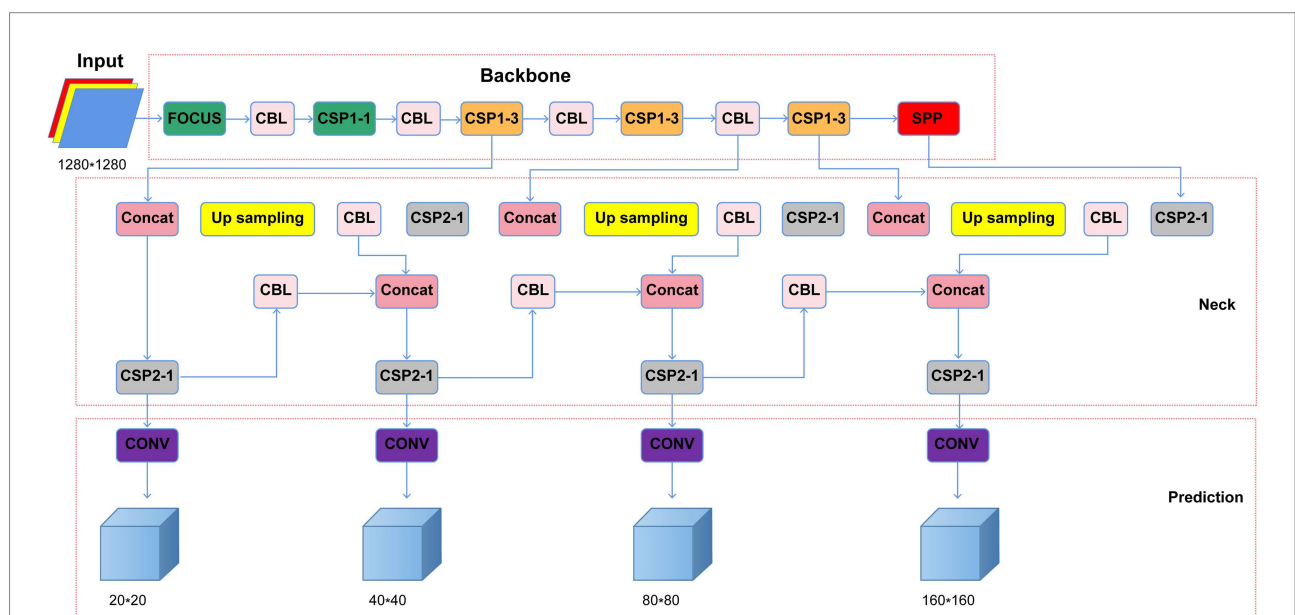 Input
Backbone
FOCUS CBL CSP1-1 CBL CSP1-3 CBL CSP1-3 CBL CSP1-3 SPP
1280*1280
Concat Up sampling CBL CSP2-1 Concat Up sampling CBL CSP2-1 Concat Up sampling CBL CSP2-1
CBL Concat CBL Concat CBL Concat
Neck
CSP2-1 CSP2-1 CSP2-1 CSP2-1
CONV CONV CONV CONV
Prediction
20*20 40*40 80*80 160*160